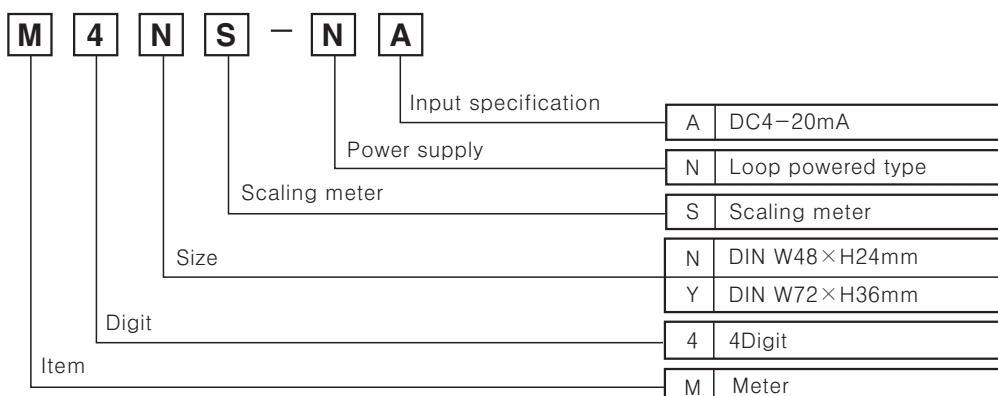 M 4 N S - N A
Input specification
A DC4-20mA
Power supply
N Loop powered type
Scaling meter
S Scaling meter
Size
N DIN W48×H24mm
Y DIN W72×H36mm
Digit
4 4Digit
Item
M Meter